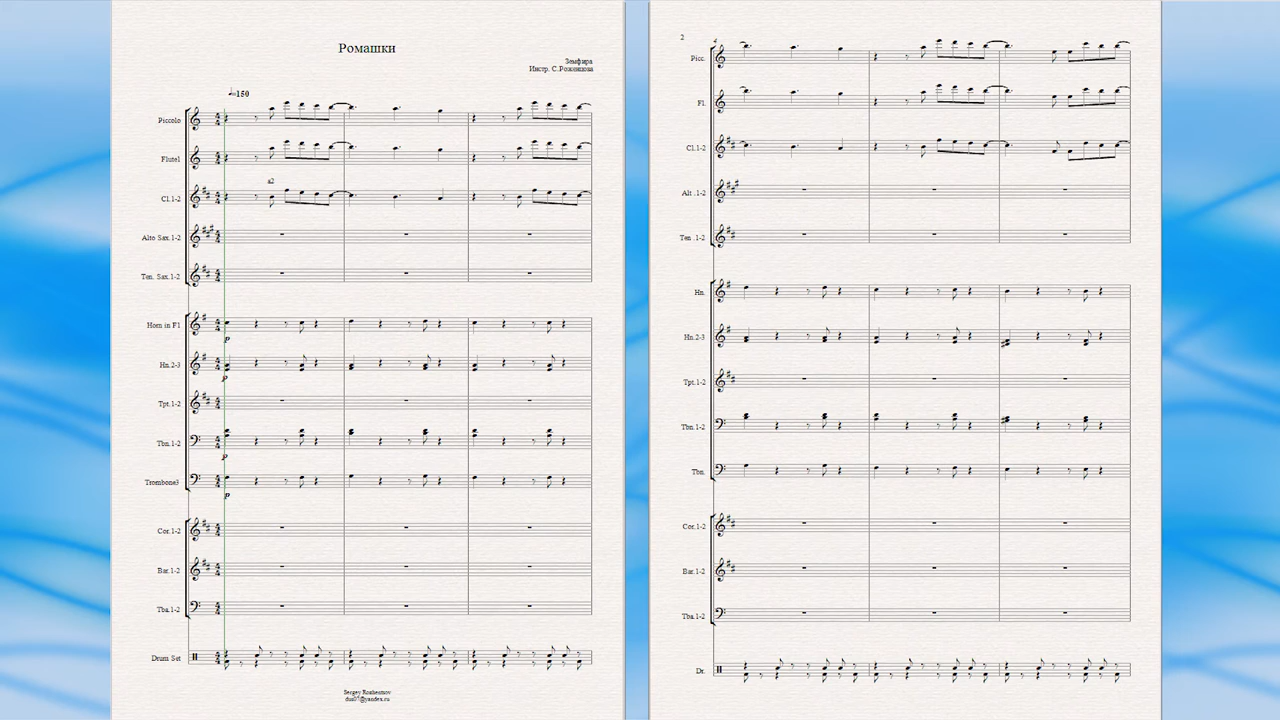 Ромашки
Земфира
Инстр. С.Роженцова
=150
Piccolo
Flute1
a2
Cl.1-2
Alto Sax.1-2
Ten. Sax.1-2
Horn in F1
p
Hn.2-3
p
Tpt.1-2
Tbn.1-2
p
Trombone3
p
Cor.1-2
Bar.1-2
Tba.1-2
Drum Set
Sergey Rozhentsov
2
4
Picc.
Fl.
Cl.1-2
Alt .1-2
Ten .1-2
Hn.
Hn.2-3
Tpt.1-2
Tbn.1-2
Tbn.
Cor.1-2
Bar.1-2
Tba.1-2
Dr.